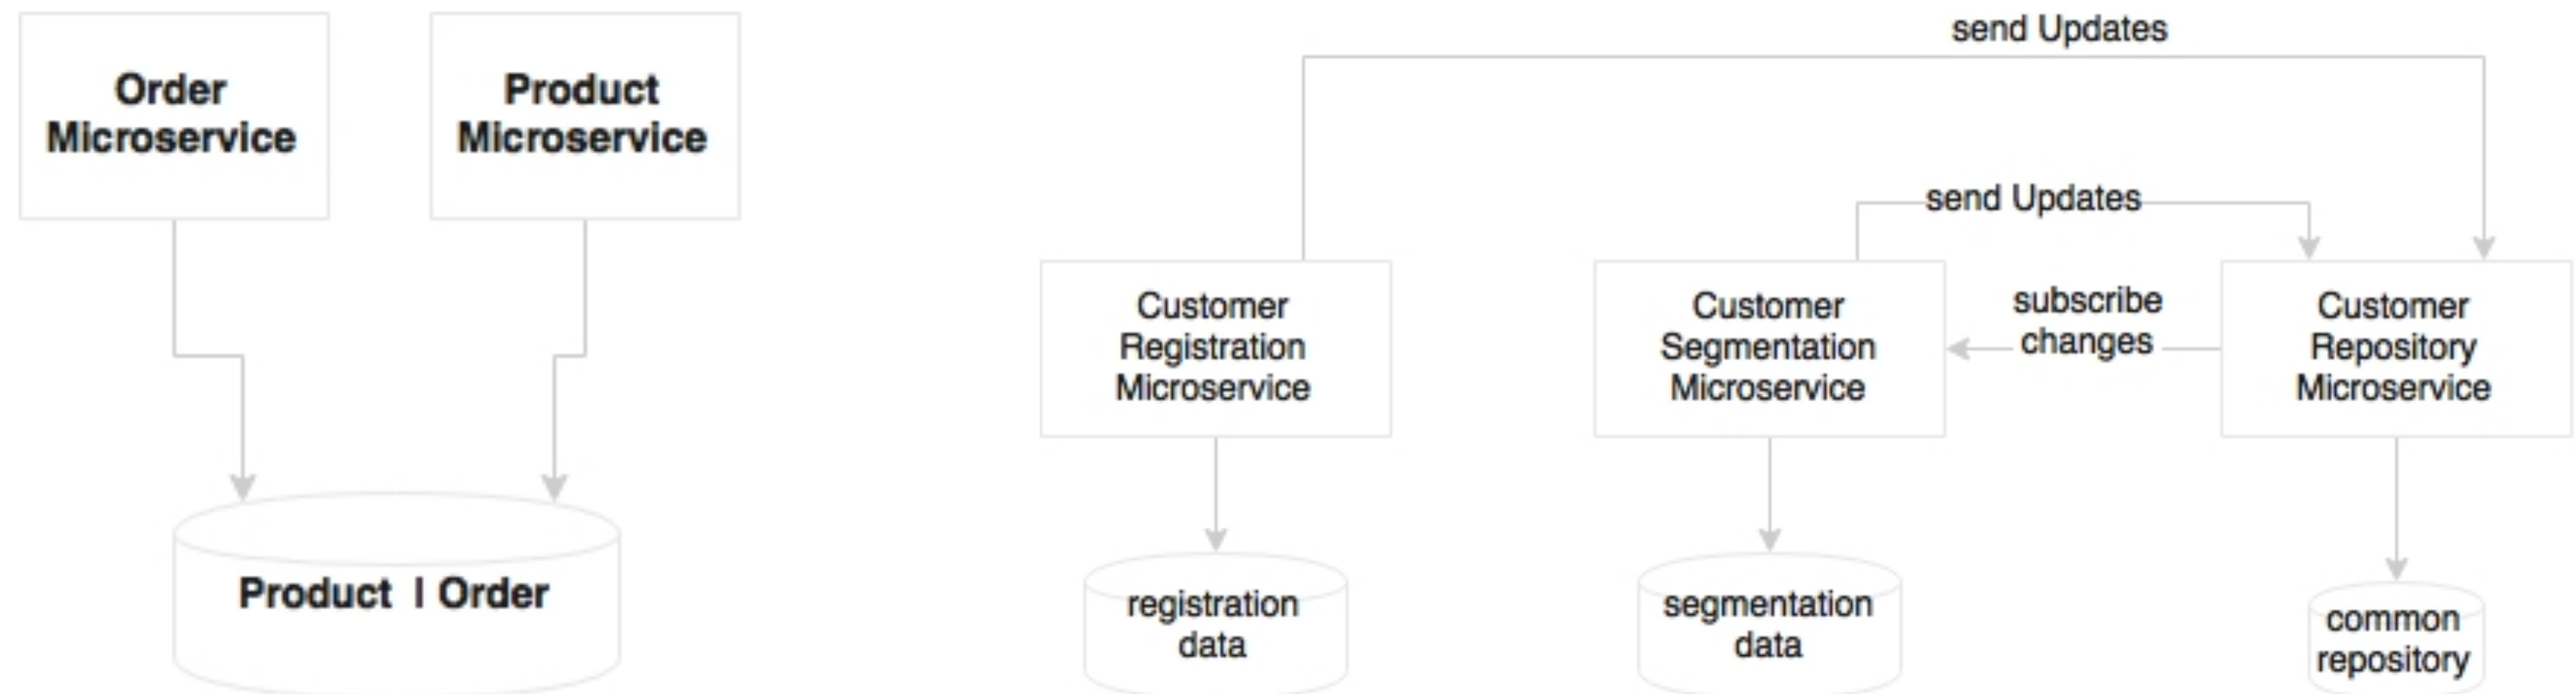 Order
Microservice
Product
Microservice
Product | Order
send Updates
send Updates
Customer
Registration
Microservice
Customer
Segmentation
Microservice
subscribe
changes
Customer
Repository
Microservice
registration
data
segmentation
data
common
repository